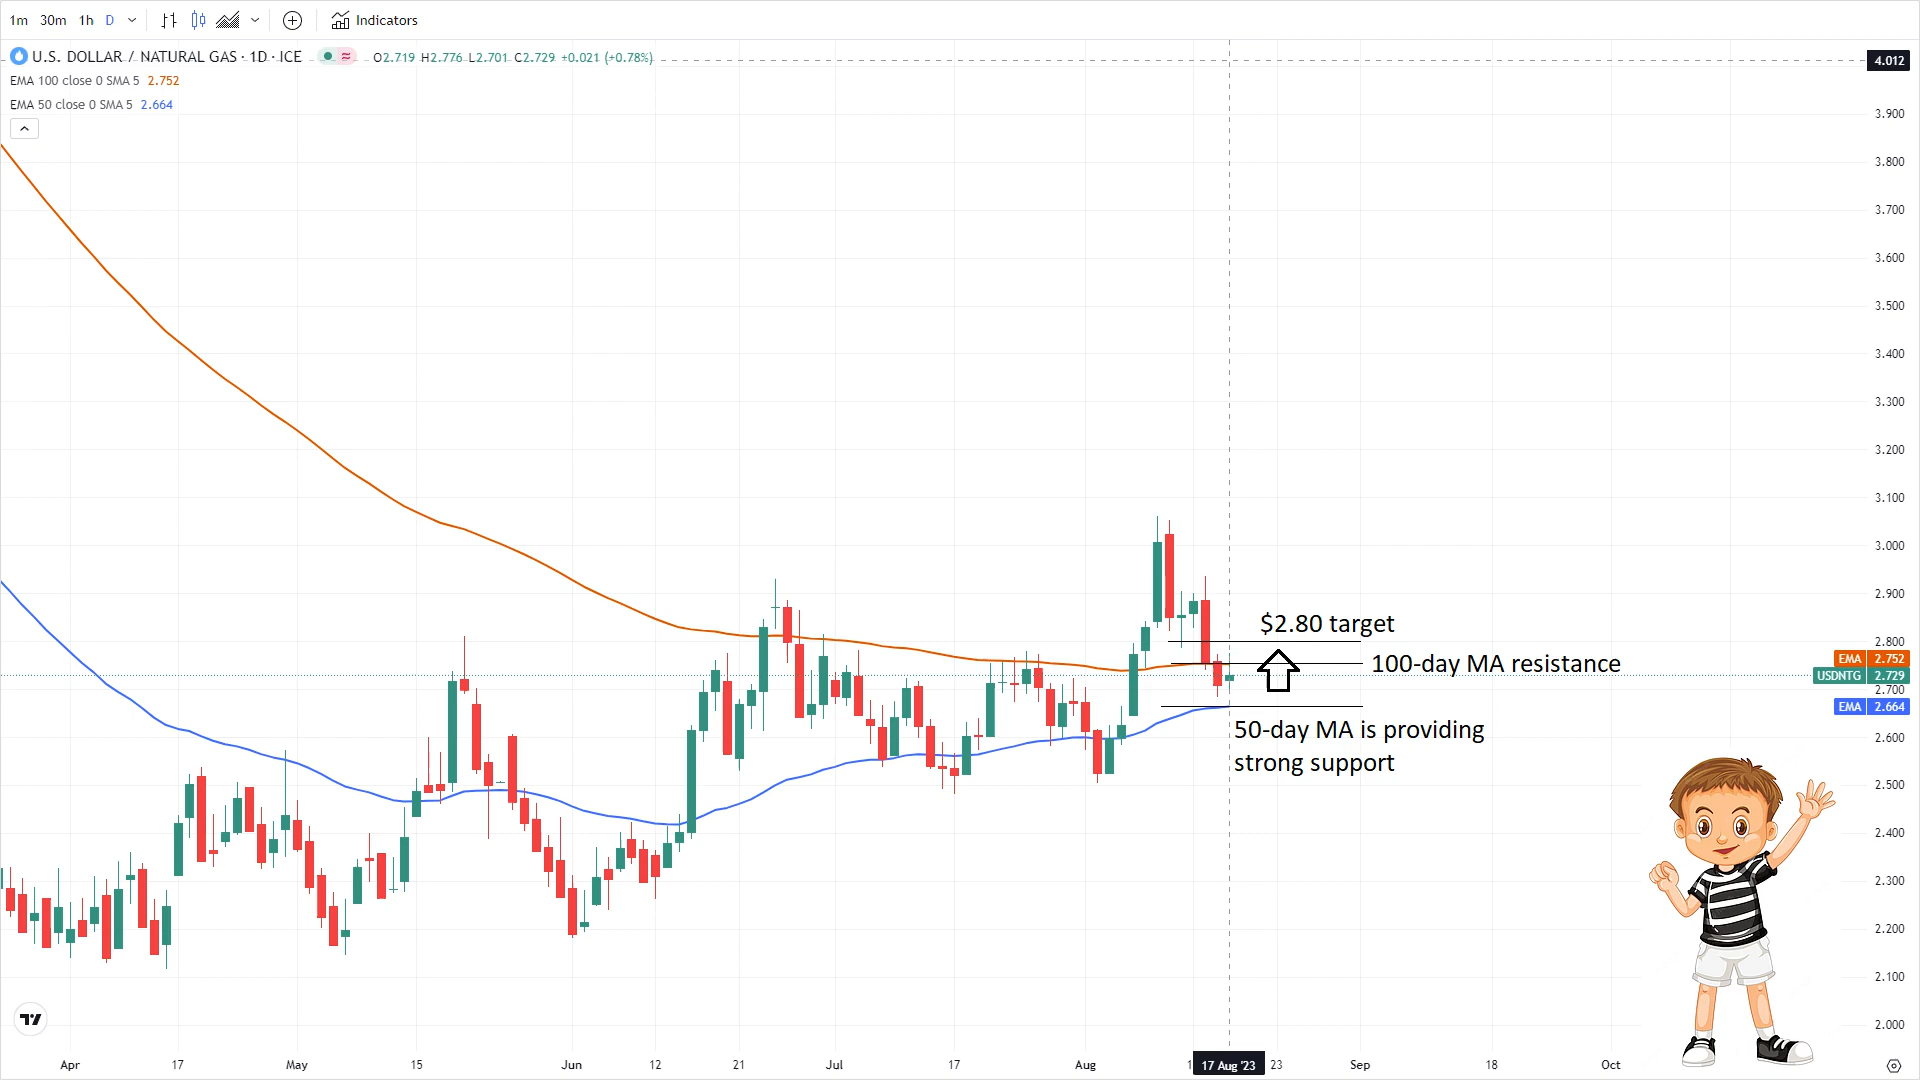 1m 30m 1h D Indicators
U.S. DOLLAR / NATURAL GAS · 1D · ICE O2.719 H2.776 L2.701 C2.729 +0.021 (+0.78%)
4.012
EMA 100 close 0 SMA 5 2.752
EMA 50 close 0 SMA 5 2.664
3.900
3.800
3.700
3.600
3.500
3.400
3.300
3.200
3.100
3.000
2.900
$2.80 target
2.800
100-day MA resistance
EMA 2.752
USDNTG 2.729
2.700
EMA 2.664
50-day MA is providing
strong support
2.600
2.500
2.400
2.300
2.200
2.100
2.000
Apr 17 May 15 Jun 12 21 Jul 17 Aug 17 Aug '23 23 Sep 18 Oct